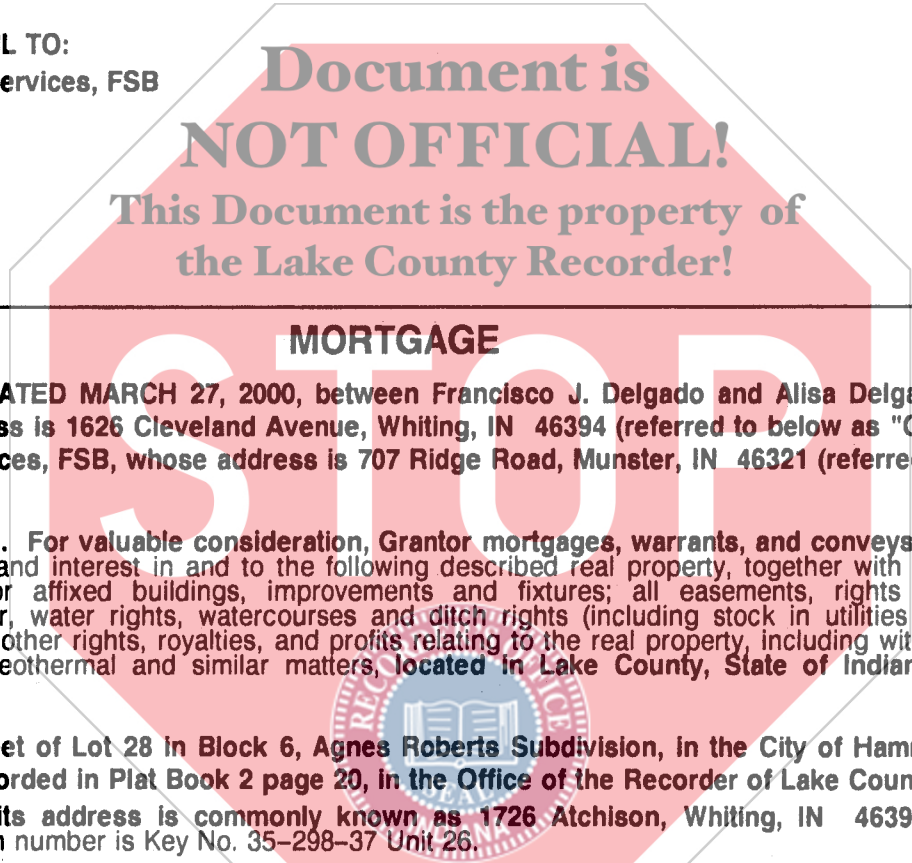 L TO:
ervices, FSB
Document is
NOT OFFICIAL!
This Document is the property of
the Lake County Recorder!
MORTGAGE
ATED MARCH 27, 2000, between Francisco J. Delgado and Alisa Delga
ss is 1626 Cleveland Avenue, Whiting, IN 46394 (referred to below as "G
ces, FSB, whose address is 707 Ridge Road, Munster, IN 46321 (referre
. For valuable consideration, Grantor mortgages, warrants, and conveys
and interest in and to the following described real property, together with
or affixed buildings, improvements and fixtures; all easements, rights
r, water rights, watercourses and ditch rights (including stock in utilities
other rights, royalties, and profits relating to the real property, including wit
eothermal and similar matters, located in Lake County, State of Indian
et of Lot 28 in Block 6, Agnes Roberts Subdivision, in the City of Ham
orded in Plat Book 2 page 20, in the Office of the Recorder of Lake Coun
its address is commonly known as 1726 Atchison, Whiting, IN 4639
n number is Key No. 35–298–37 Unit 26.
STOP
SEAL